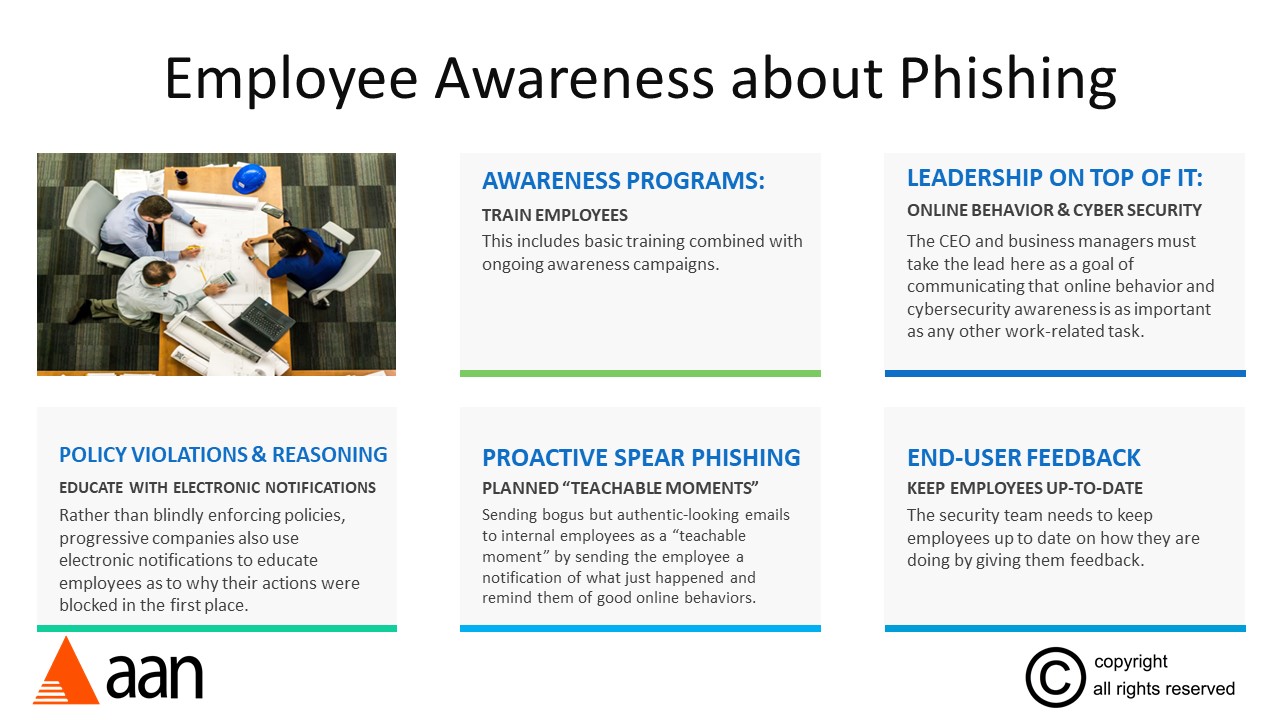 Employee Awareness about Phishing
AWARENESS PROGRAMS:
TRAIN EMPLOYEES
This includes basic training combined with
ongoing awareness campaigns.
LEADERSHIP ON TOP OF IT:
ONLINE BEHAVIOR & CYBER SECURITY
The CEO and business managers must
take the lead here as a goal of
communicating that online behavior and
cybersecurity awareness is as important
as any other work-related task.
POLICY VIOLATIONS & REASONING
EDUCATE WITH ELECTRONIC NOTIFICATIONS
Rather than blindly enforcing policies,
progressive companies also use
electronic notifications to educate
employees as to why their actions were
blocked in the first place.
PROACTIVE SPEAR PHISHING
PLANNED “TEACHABLE MOMENTS”
Sending bogus but authentic-looking emails
to internal employees as a “teachable
moment” by sending the employee a
notification of what just happened and
remind them of good online behaviors.
END-USER FEEDBACK
KEEP EMPLOYEES UP-TO-DATE
The security team needs to keep
employees up to date on how they are
doing by giving them feedback.
aan
© copyright
all rights reserved